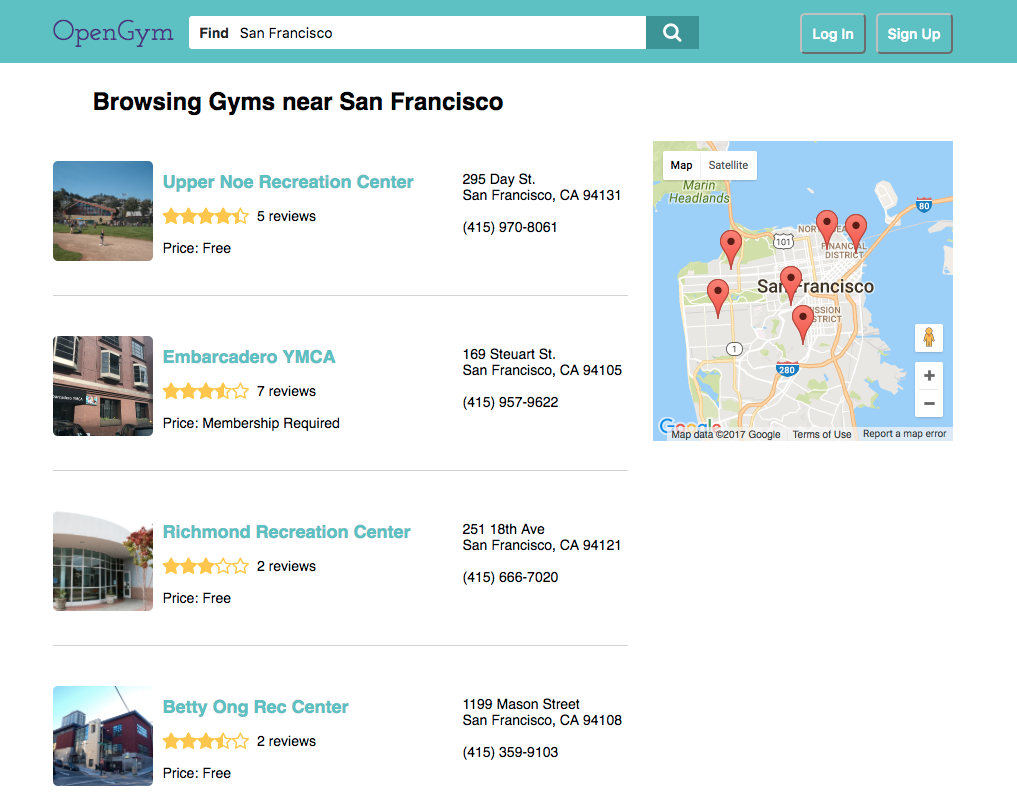 OpenGym
Find San Francisco
Log In
Sign Up
Browsing Gyms near San Francisco
Upper Noe Recreation Center
5 reviews
Price: Free
295 Day St.
San Francisco, CA 94131
(415) 970-8061
Embarcadero YMCA
7 reviews
Price: Membership Required
169 Steuart St.
San Francisco, CA 94105
(415) 957-9622
Richmond Recreation Center
2 reviews
Price: Free
251 18th Ave
San Francisco, CA 94121
(415) 666-7020
Betty Ong Rec Center
2 reviews
Price: Free
1199 Mason Street
San Francisco, CA 94108
(415) 359-9103
Map Satellite
Marin
Headlands
80
101
FINANCIAL
DISTRICT
San Francisco
1
280
Google
Map data ©2017 Google Terms of Use Report a map error